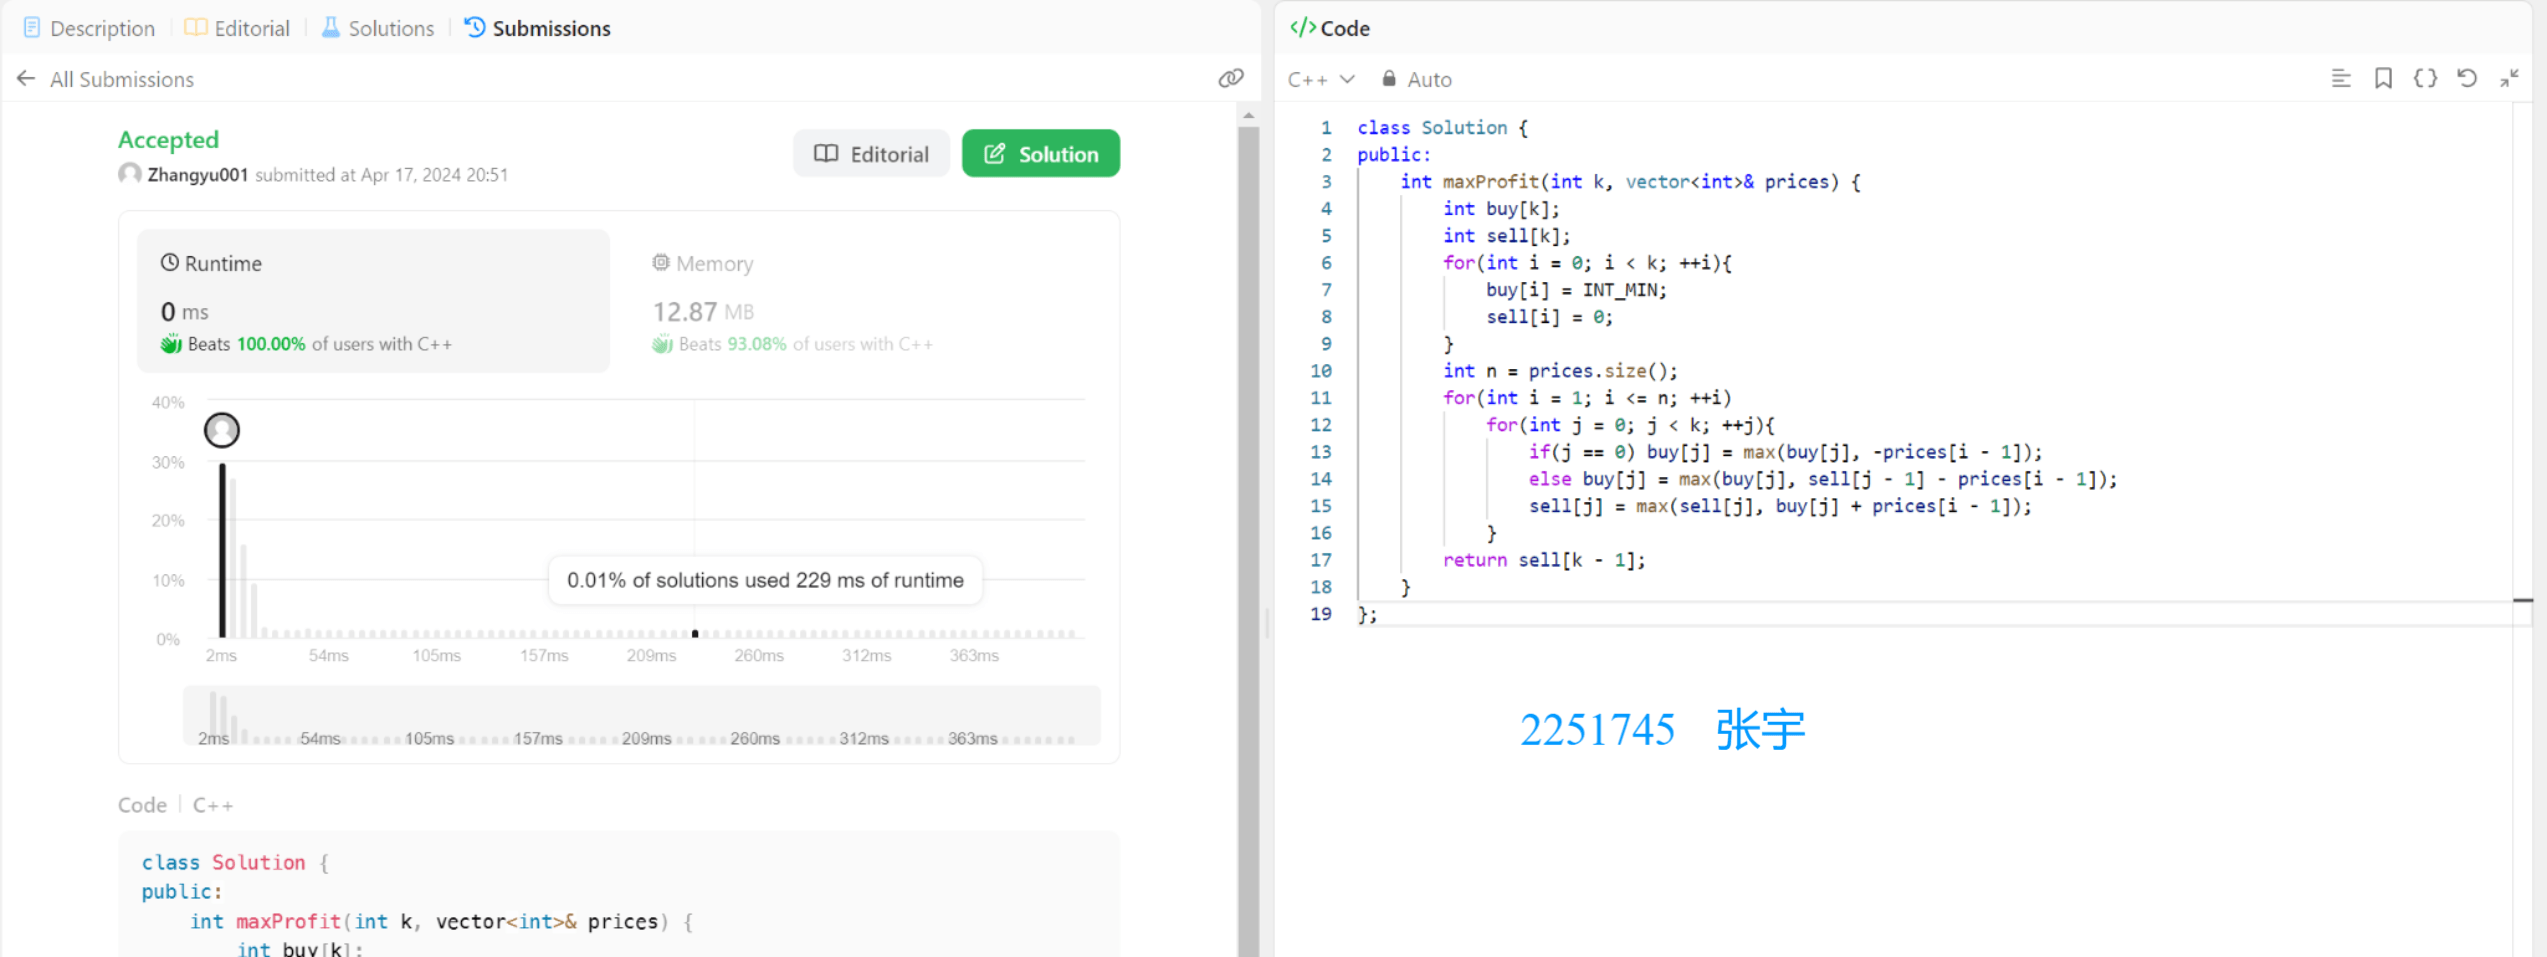 Description Editorial Solutions Submissions
All Submissions
Accepted
Zhangyu001 submitted at Apr 17, 2024 20:51
Editorial
Solution
Runtime
0 ms
Beats 100.00% of users with C++
Memory
12.87 MB
Beats 93.08% of users with C++
40%
30%
20%
10%
0%
0.01% of solutions used 229 ms of runtime
2ms 54ms 105ms 157ms 209ms 260ms 312ms 363ms
2ms 54ms 105ms 157ms 209ms 260ms 312ms 363ms
Code C++
class Solution {
public:
    int maxProfit(int k, vector<int>& prices) {
        int buy[k];
</> Code
C++ Auto
1 class Solution {
2 public:
3     int maxProfit(int k, vector<int>& prices) {
4         int buy[k];
5         int sell[k];
6         for(int i = 0; i < k; ++i){
7             buy[i] = INT_MIN;
8             sell[i] = 0;
9         }
10         int n = prices.size();
11         for(int i = 1; i <= n; ++i)
12             for(int j = 0; j < k; ++j){
13                 if(j == 0) buy[j] = max(buy[j], -prices[i - 1]);
14                 else buy[j] = max(buy[j], sell[j - 1] - prices[i - 1]);
15                 sell[j] = max(sell[j], buy[j] + prices[i - 1]);
16             }
17         return sell[k - 1];
18     }
19 };
2251745 张宇